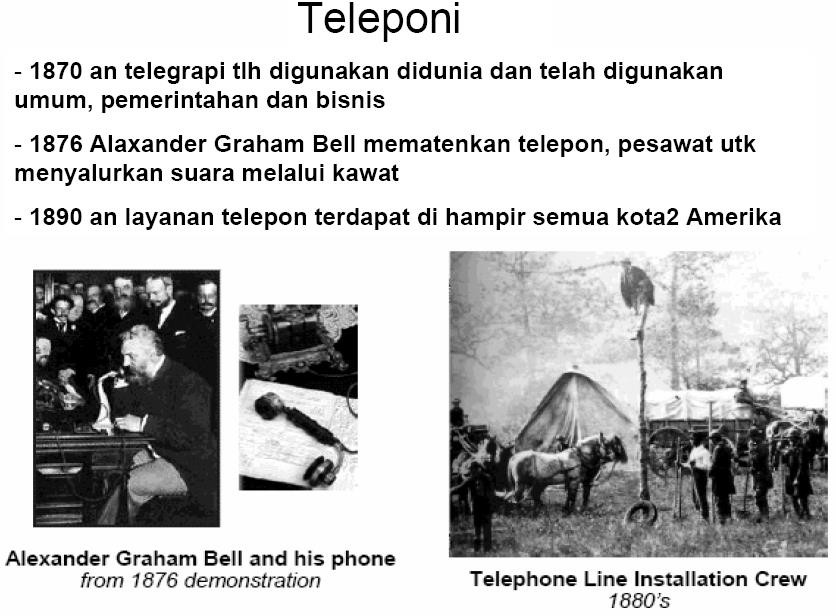 Teleponi
- 1870 an telegrapi tlh digunakan didunia dan telah digunakan
umum, pemerintahan dan bisnis
- 1876 Alaxander Graham Bell mematenkan telepon, pesawat utk
menyalurkan suara melalui kawat
- 1890 an layanan telepon terdapat di hampir semua kota2 Amerika
Alexander Graham Bell and his phone
from 1876 demonstration
Telephone Line Installation Crew
1880's